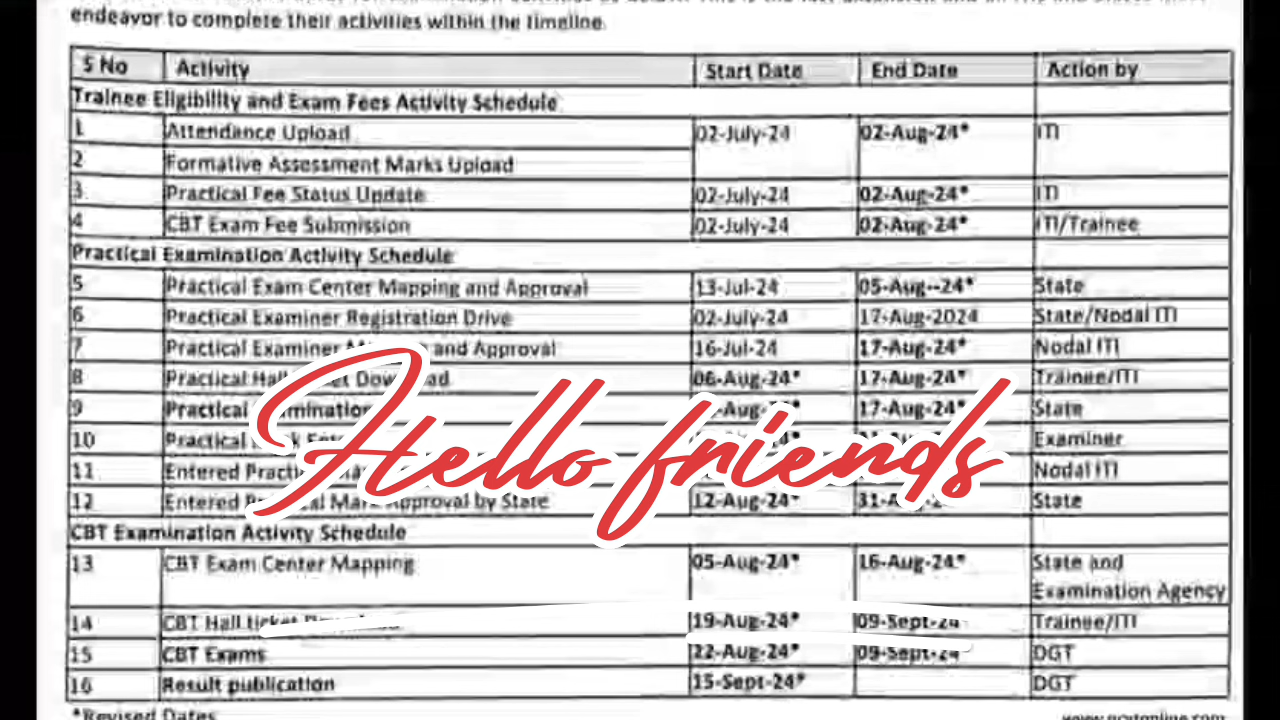 endeavor to complete their activities within the timeline.
S No Activity Start Date End Date Action by
Trainee Eligibility and Exam Fees Activity Schedule
1 Attendance Upload 02-July-24 02-Aug-24* ITI
2 Formative Assessment Marks Upload
3 Practical Fee Status Update 02-July-24 02-Aug-24* ITI
4 CBT Exam Fee Submission 02-July-24 02-Aug-24* ITI/Trainee
Practical Examination Activity Schedule
5 Practical Exam Center Mapping and Approval 13-Jul-24 05-Aug--24* State
6 Practical Examiner Registration Drive 02-July-24 17-Aug-2024 State/Nodal ITI
7 Practical Examiner and Approval 16-Jul-24 17-Aug-24* Nodal ITI
8 Practical 06-Aug-24* 17-Aug-24* Trainee/ITI
9 Practical 17-Aug-24* State
10 Practical Examiner
11 Entered Nodal ITI
12 Entered Approval by State 12-Aug-24* State
Hello friends
CBT Examination Activity Schedule
13 CBT Exam Center Mapping 05-Aug-24* 16-Aug-24* State and
Examination Agency
14 CBT Hall ticket 19-Aug-24* 09-Sept-24 Trainee/ITI
15 CBT Exams 22-Aug-24* 09-Sept-24 DGT
16 Result publication 15-Sept-24* DGT
*Revised Dates